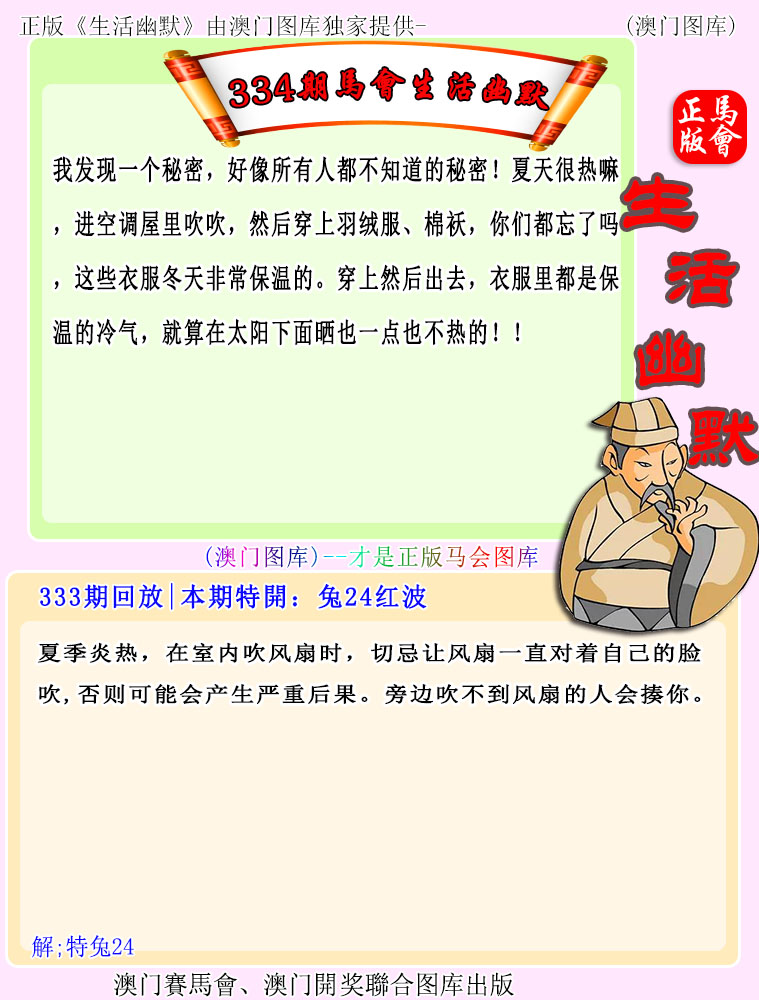 正版《生活幽默》由澳门图库独家提供-
(澳门图库)
334期馬會生活幽默
正版
馬會
生活幽默
我发现一个秘密，好像所有人都不知道的秘密！夏天很热嘛
，进空调屋里吹吹，然后穿上羽绒服、棉袄，你们都忘了吗
，这些衣服冬天非常保温的。穿上然后出去，衣服里都是保
温的冷气，就算在太阳下面晒也一点也不热的！！
(澳门图库)--才是正版马会图库
333期回放|本期特開：兔24红波
夏季炎热，在室内吹风扇时，切忌让风扇一直对着自己的脸
吹,否则可能会产生严重后果。旁边吹不到风扇的人会揍你。
解;特兔24
澳门賽馬會、澳门開奖聯合图库出版